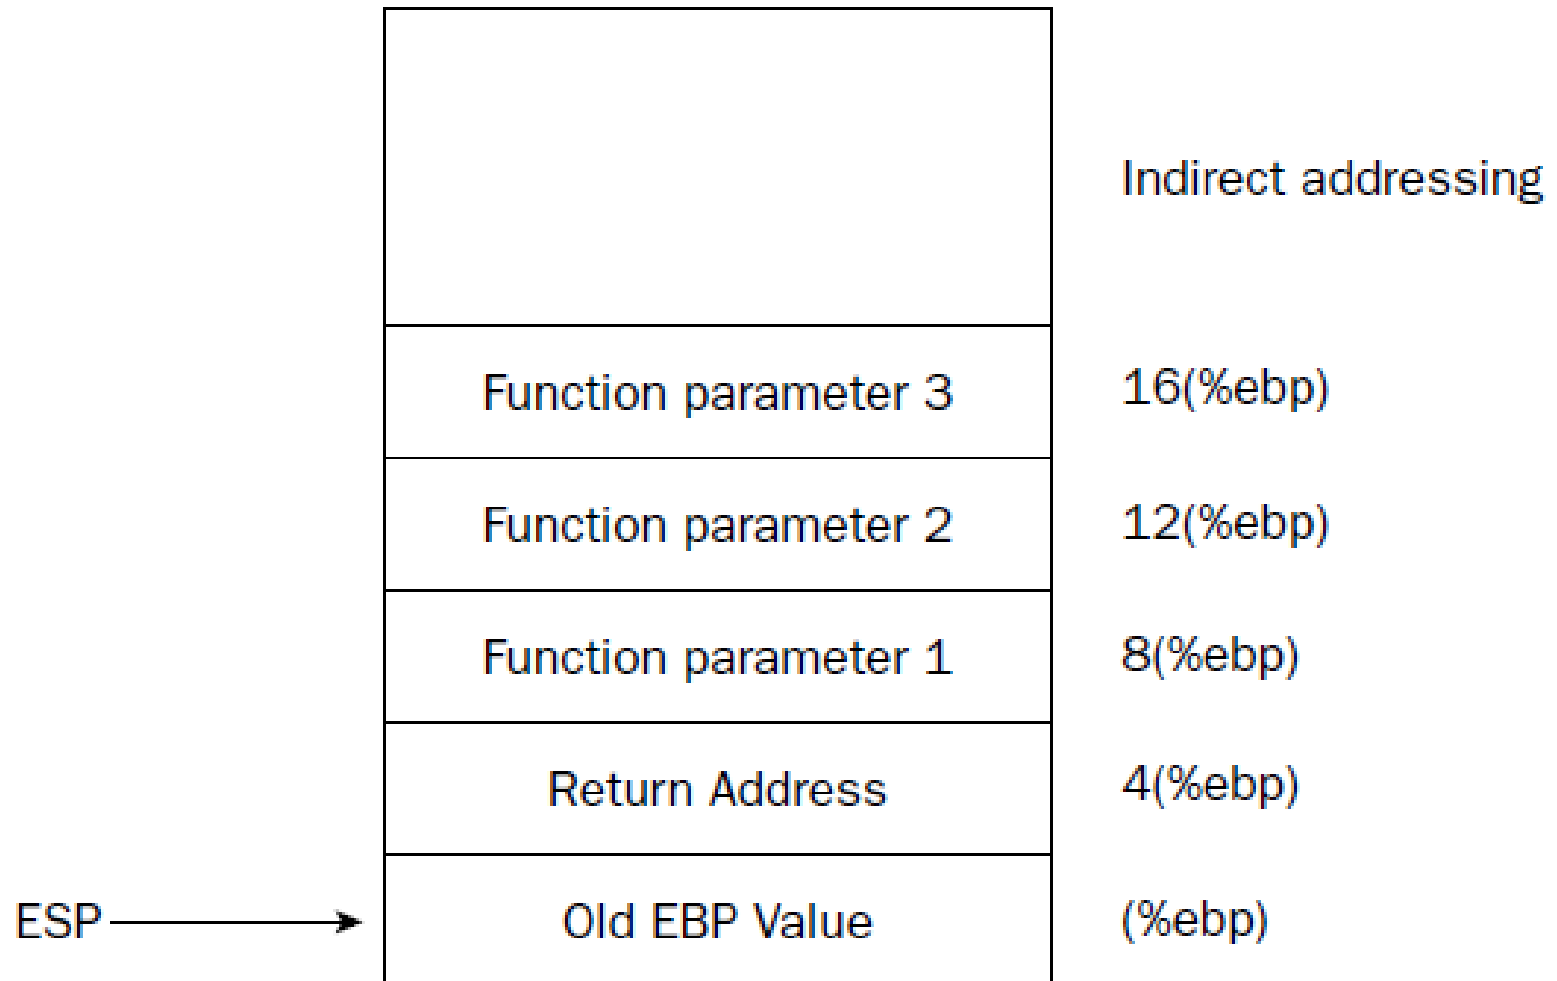 Indirect addressing
Function parameter 3 16(%ebp)
Function parameter 2 12(%ebp)
Function parameter 1 8(%ebp)
Return Address 4(%ebp)
ESP Old EBP Value (%ebp)